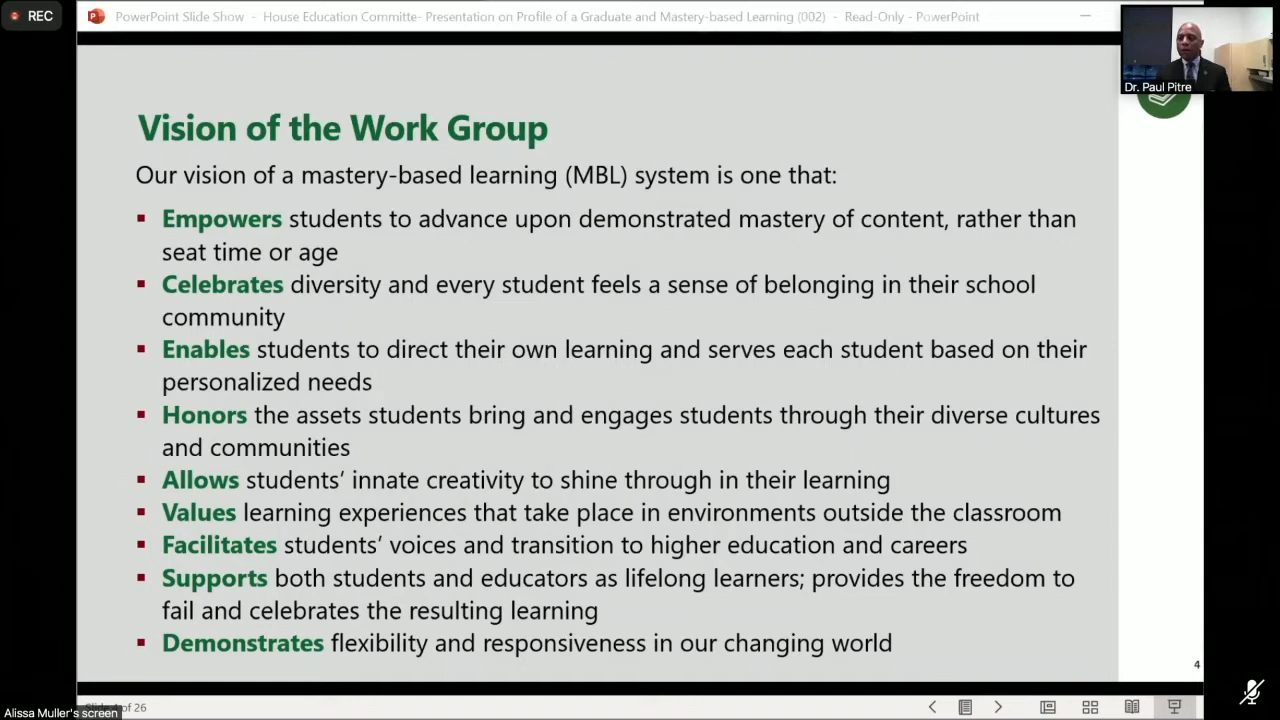 REC
PowerPoint Slide Show - House Education Committe- Presentation on Profile of a Graduate and Mastery-based Learning (002) - Read-Only - PowerPoint
Dr. Paul Pitre
Vision of the Work Group
Our vision of a mastery-based learning (MBL) system is one that:
▪ Empowers students to advance upon demonstrated mastery of content, rather than
seat time or age
▪ Celebrates diversity and every student feels a sense of belonging in their school
community
▪ Enables students to direct their own learning and serves each student based on their
personalized needs
▪ Honors the assets students bring and engages students through their diverse cultures
and communities
▪ Allows students’ innate creativity to shine through in their learning
▪ Values learning experiences that take place in environments outside the classroom
▪ Facilitates students’ voices and transition to higher education and careers
▪ Supports both students and educators as lifelong learners; provides the freedom to
fail and celebrates the resulting learning
▪ Demonstrates flexibility and responsiveness in our changing world
4
Slide 4 of 26
Alissa Muller's screen